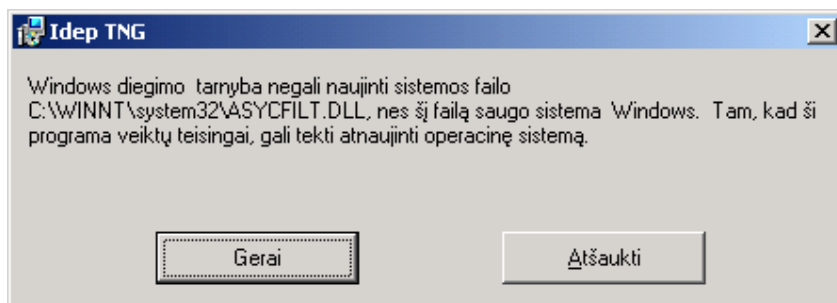 Idep TNG
Windows diegimo  tarnyba negali naujinti sistemos failo
C:\WINNT\system32\ASYCFILT.DLL, nes šį failą saugo sistema  Windows.  Tam, kad ši
programa veiktų teisingai, gali tekti atnaujinti operacinę sistemą.
Gerai
Atšaukti